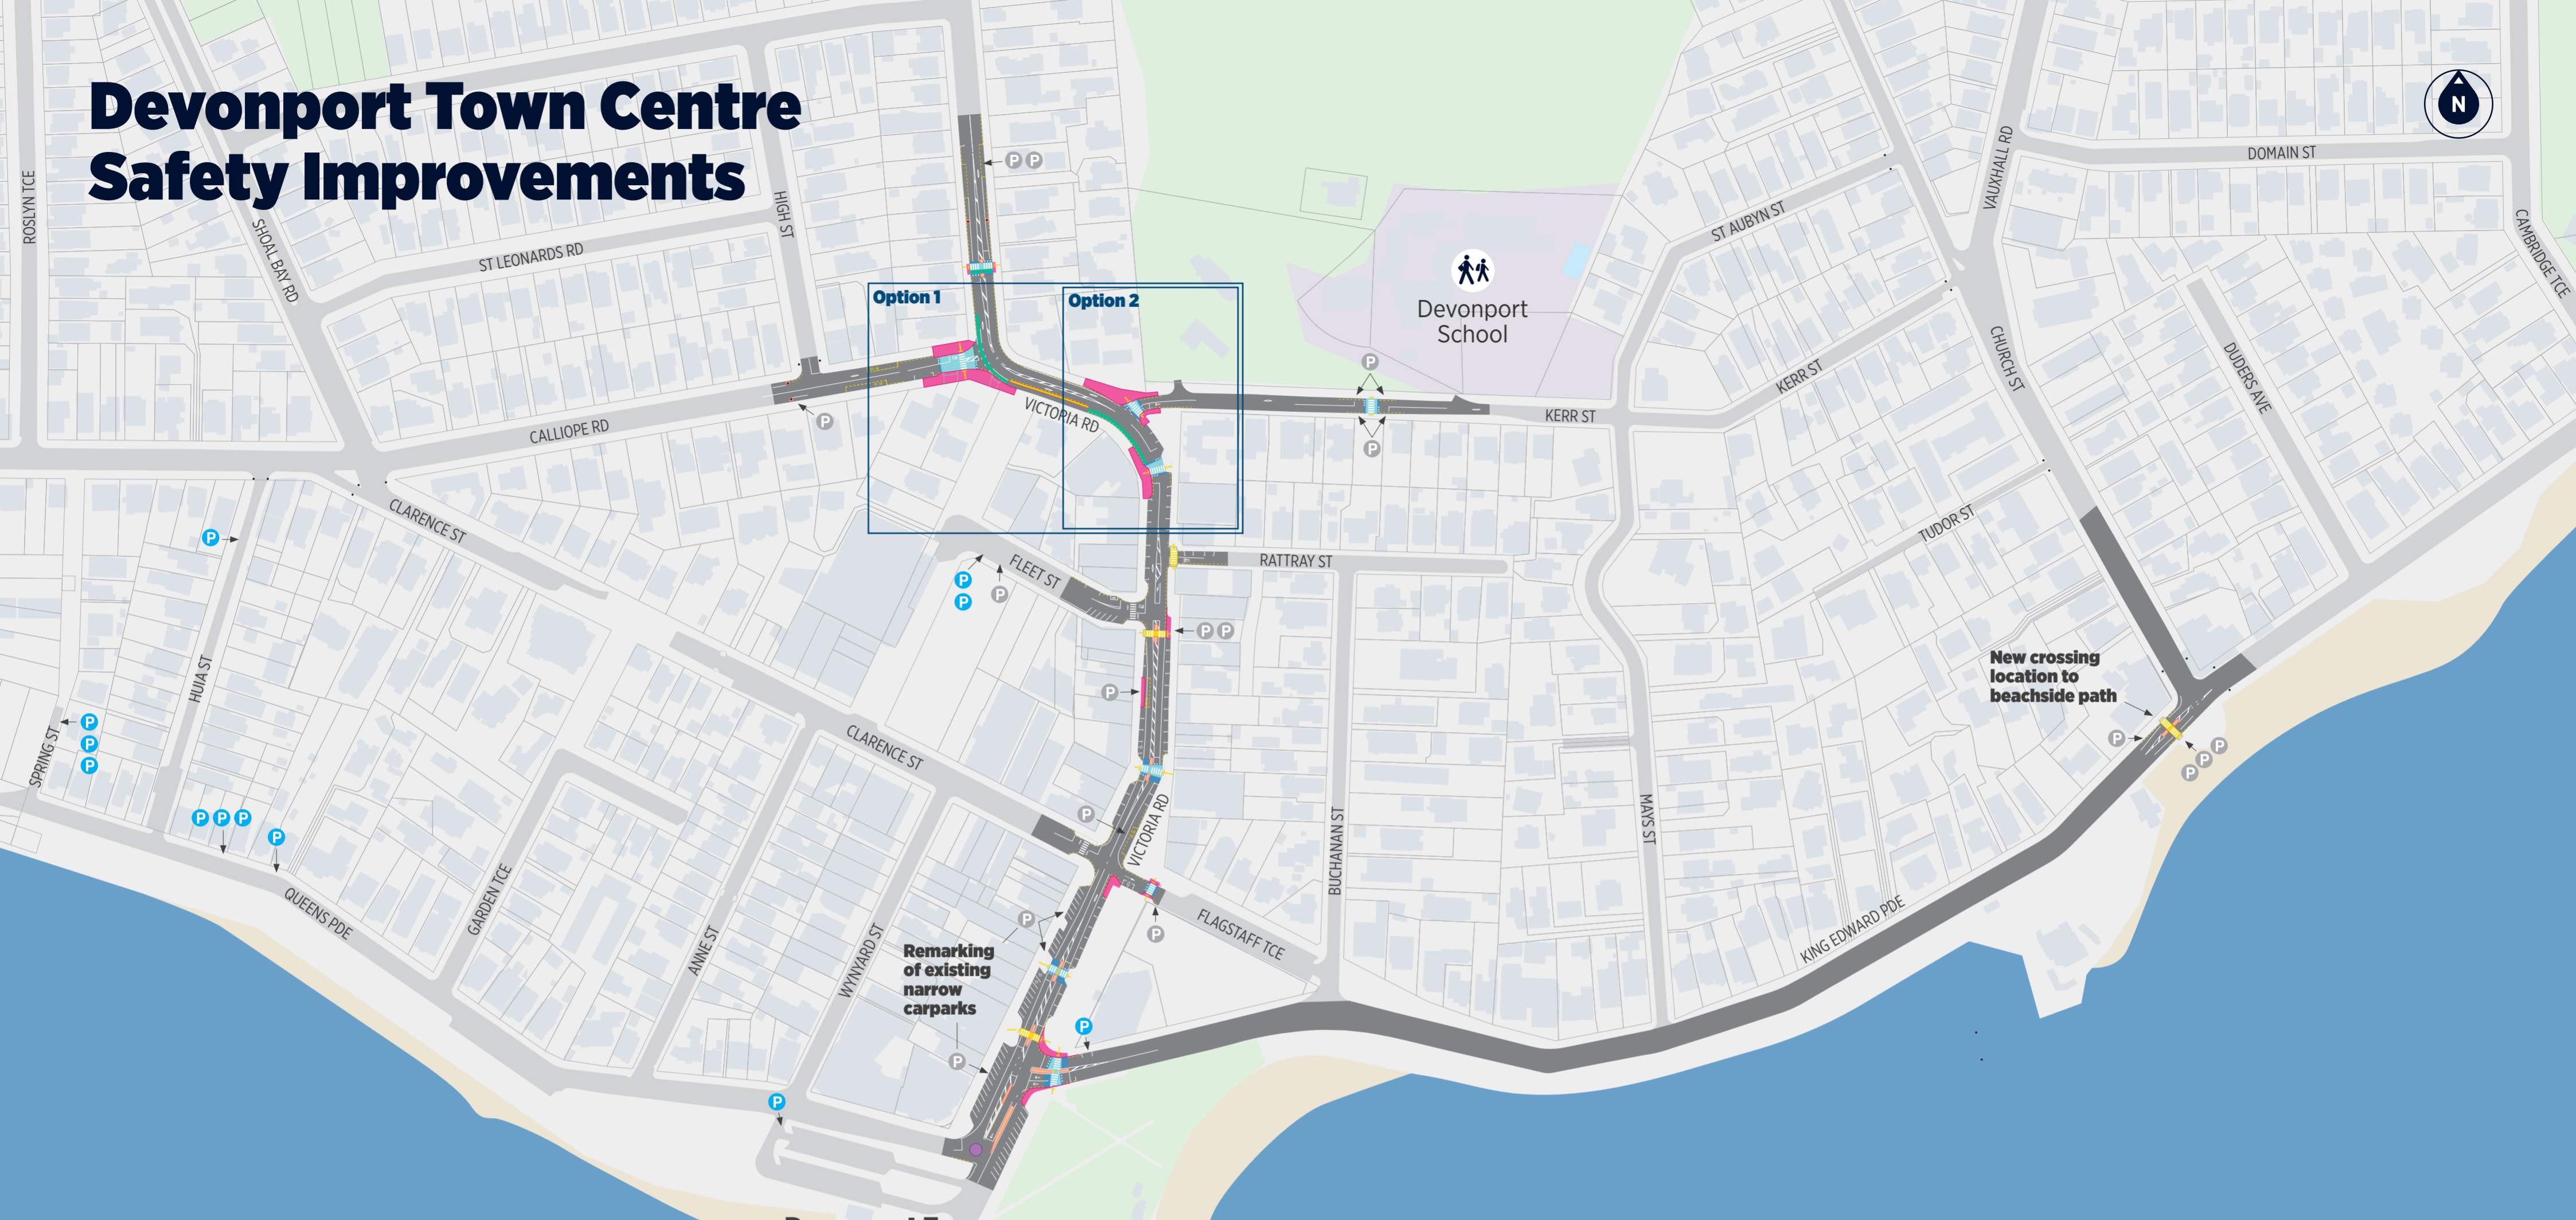 Devonport Town Centre
Safety Improvements
N
ROSLYN TCE
SHOAL BAY RD
ST LEONARDS RD
HIGH ST
P P
Option 1
Option 2
Devonport
School
ST AUBYN ST
VAUXHALL RD
DOMAIN ST
CAMBRIDGE TCE
CHURCH ST
DUDERS AVE
KERR ST
KERR ST
P
P
P
CALLIOPE RD
VICTORIA RD
CLARENCE ST
P
FLEET ST
P
P
P
RATTRAY ST
TUDOR ST
P P
P
HUIA ST
SPRING ST
P
P
P
P P P
P
QUEENS PDE
GARDEN TCE
ANNE ST
WYNYARD ST
CLARENCE ST
P
VICTORIA RD
BUCHANAN ST
MAYS ST
New crossing
location to
beachside path
P
P
P
P
P
P
FLAGSTAFF TCE
KING EDWARD PDE
Remarking
of existing
narrow
carparks
P
P
P